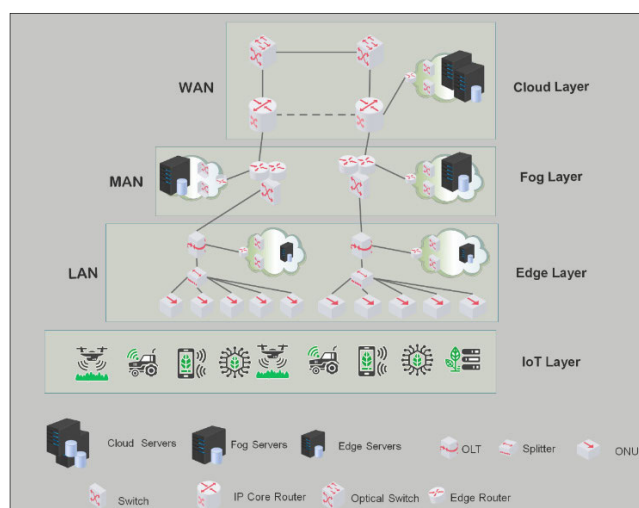 WAN
Cloud Layer
MAN
Fog Layer
LAN
Edge Layer
IoT Layer
Cloud Servers
Fog Servers
Edge Servers
OLT
Splitter
ONU
Switch
IP Core Router
Optical Switch
Edge Router